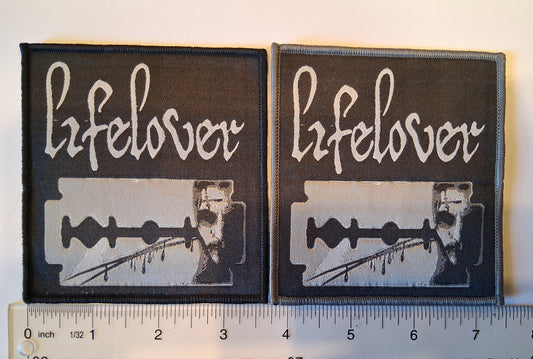 lifelover lifelover
0 inch 1/32 1 2 3 4 5 6 7